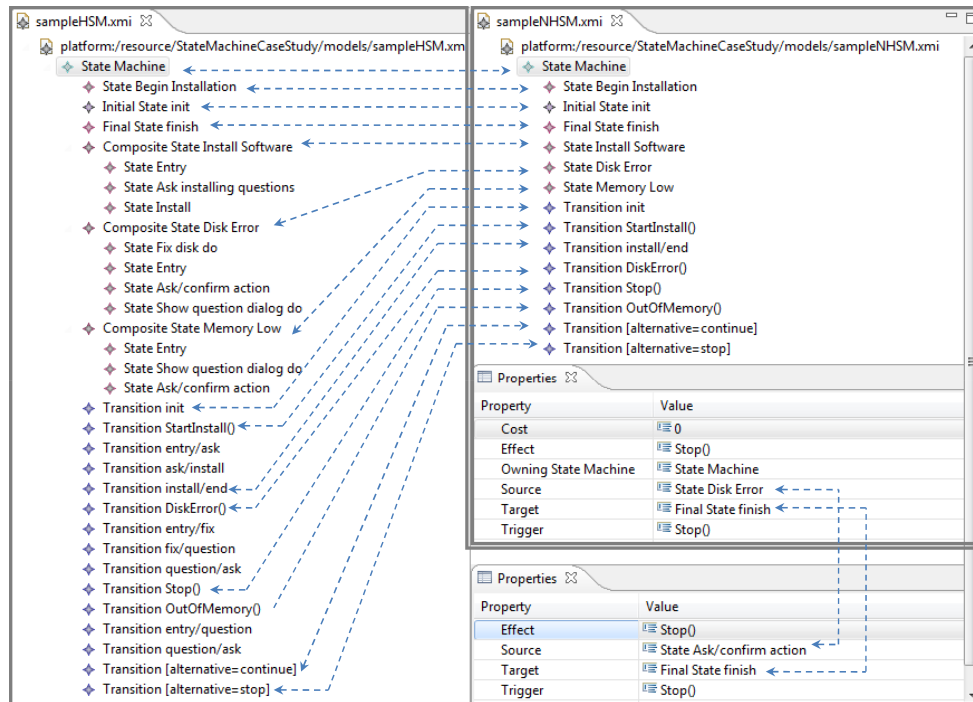 sampleHSM.xmi
platform:/resource/StateMachineCaseStudy/models/sampleHSM.xm
State Machine
State Begin Installation
Initial State init
Final State finish
Composite State Install Software
State Entry
State Ask installing questions
State Install
Composite State Disk Error
State Fix disk do
State Entry
State Ask/confirm action
State Show question dialog do
Composite State Memory Low
State Entry
State Show question dialog do
State Ask/confirm action
Transition init
Transition StartInstall()
Transition entry/ask
Transition ask/install
Transition install/end
Transition DiskError()
Transition entry/fix
Transition fix/question
Transition question/ask
Transition Stop()
Transition OutOfMemory()
Transition entry/question
Transition question/ask
Transition [alternative=continue]
Transition [alternative=stop]
sampleNHSM.xmi
platform:/resource/StateMachineCaseStudy/models/sampleNHSM.xmi
State Machine
State Begin Installation
Initial State init
Final State finish
State Install Software
State Disk Error
State Memory Low
Transition init
Transition StartInstall()
Transition install/end
Transition DiskError()
Transition Stop()
Transition OutOfMemory()
Transition [alternative=continue]
Transition [alternative=stop]
Properties
Property Value
Cost 0
Effect Stop()
Owning State Machine State Machine
Source State Disk Error
Target Final State finish
Trigger Stop()
Properties
Property Value
Effect Stop()
Source State Ask/confirm action
Target Final State finish
Trigger Stop()